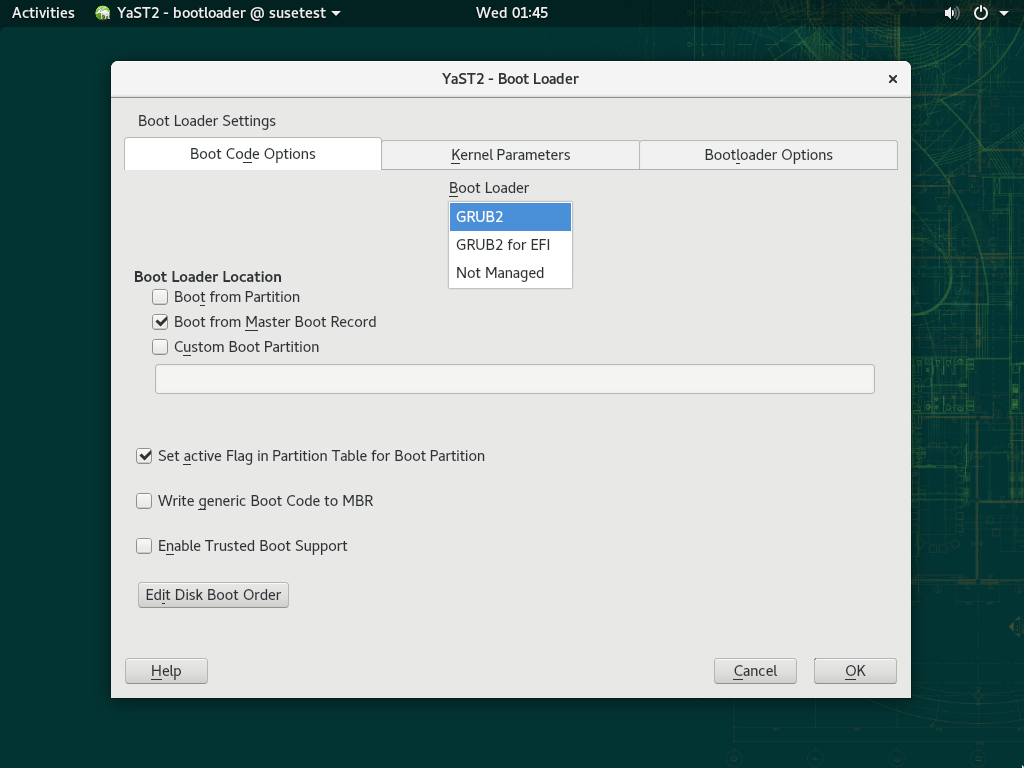 Activities YaST2 - bootloader @ susetest Wed 01:45
YaST2 - Boot Loader
Boot Loader Settings
Boot Code Options Kernel Parameters Bootloader Options
Boot Loader
GRUB2
GRUB2 for EFI
Not Managed
Boot Loader Location
Boot from Partition
Boot from Master Boot Record
Custom Boot Partition
Set active Flag in Partition Table for Boot Partition
Write generic Boot Code to MBR
Enable Trusted Boot Support
Edit Disk Boot Order
Help Cancel OK